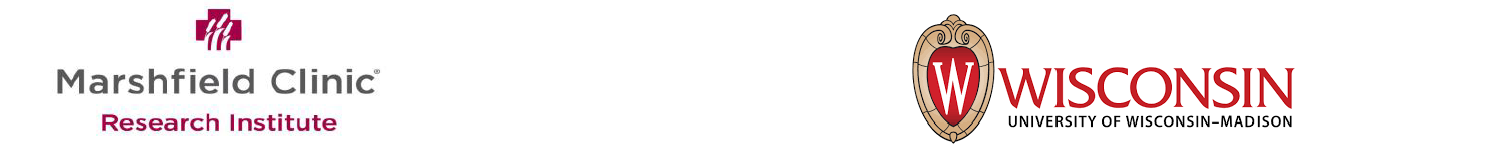 Marshfield Clinic®
Research Institute
W
WISCONSIN
UNIVERSITY OF WISCONSIN–MADISON